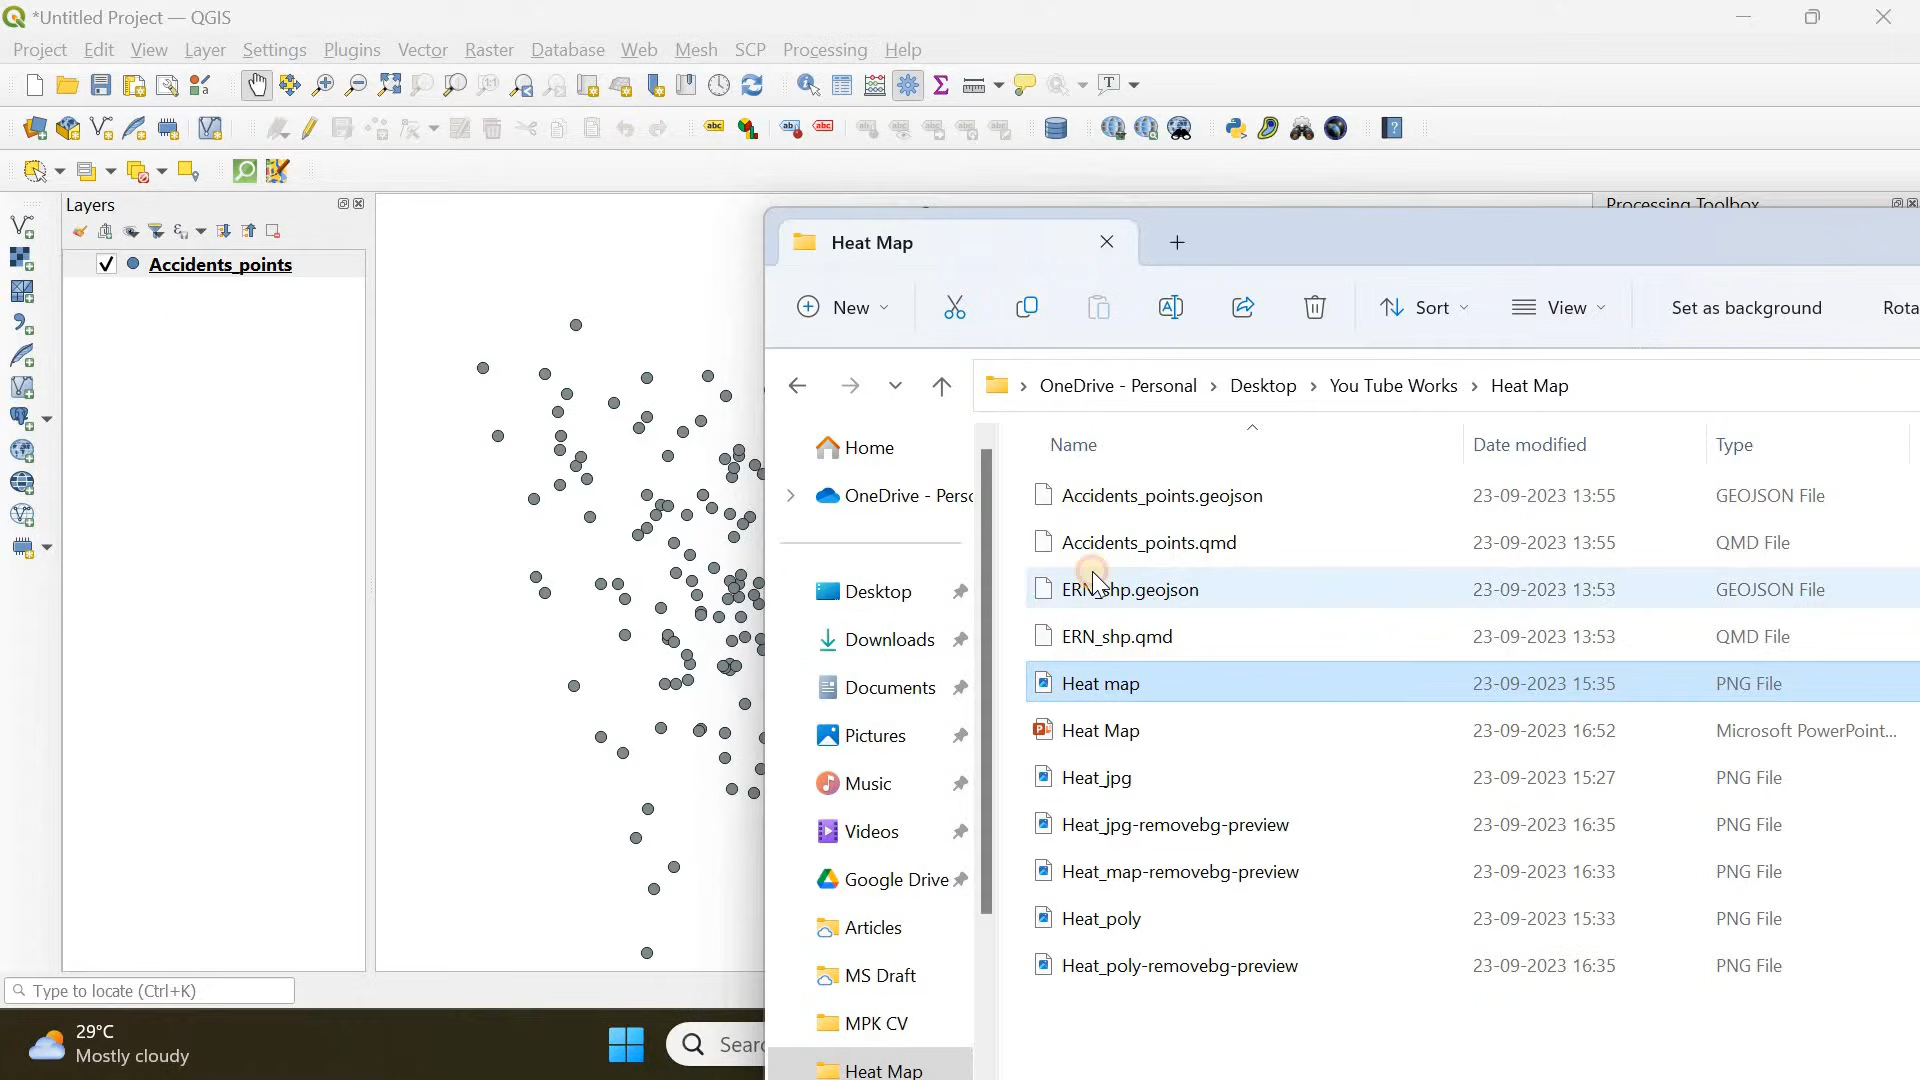 *Untitled Project — QGIS
Project Edit View Layer Settings Plugins Vector Raster Database Web Mesh SCP Processing Help
Layers
Accidents_points
Processing Toolbox
Heat Map
New
Sort
View
Set as background
Rota
OneDrive - Personal > Desktop > You Tube Works > Heat Map
Name Date modified Type
Home
OneDrive - Perso
Desktop
Downloads
Documents
Pictures
Music
Videos
Google Drive
Articles
MS Draft
MPK CV
Heat Map
Accidents_points.geojson 23-09-2023 13:55 GEOJSON File
Accidents_points.qmd 23-09-2023 13:55 QMD File
ERN_shp.geojson 23-09-2023 13:53 GEOJSON File
ERN_shp.qmd 23-09-2023 13:53 QMD File
Heat map 23-09-2023 15:35 PNG File
Heat Map 23-09-2023 16:52 Microsoft PowerPoint...
Heat_jpg 23-09-2023 15:27 PNG File
Heat_jpg-removebg-preview 23-09-2023 16:35 PNG File
Heat_map-removebg-preview 23-09-2023 16:33 PNG File
Heat_poly 23-09-2023 15:33 PNG File
Heat_poly-removebg-preview 23-09-2023 16:35 PNG File
Type to locate (Ctrl+K)
29°C
Mostly cloudy
Searc